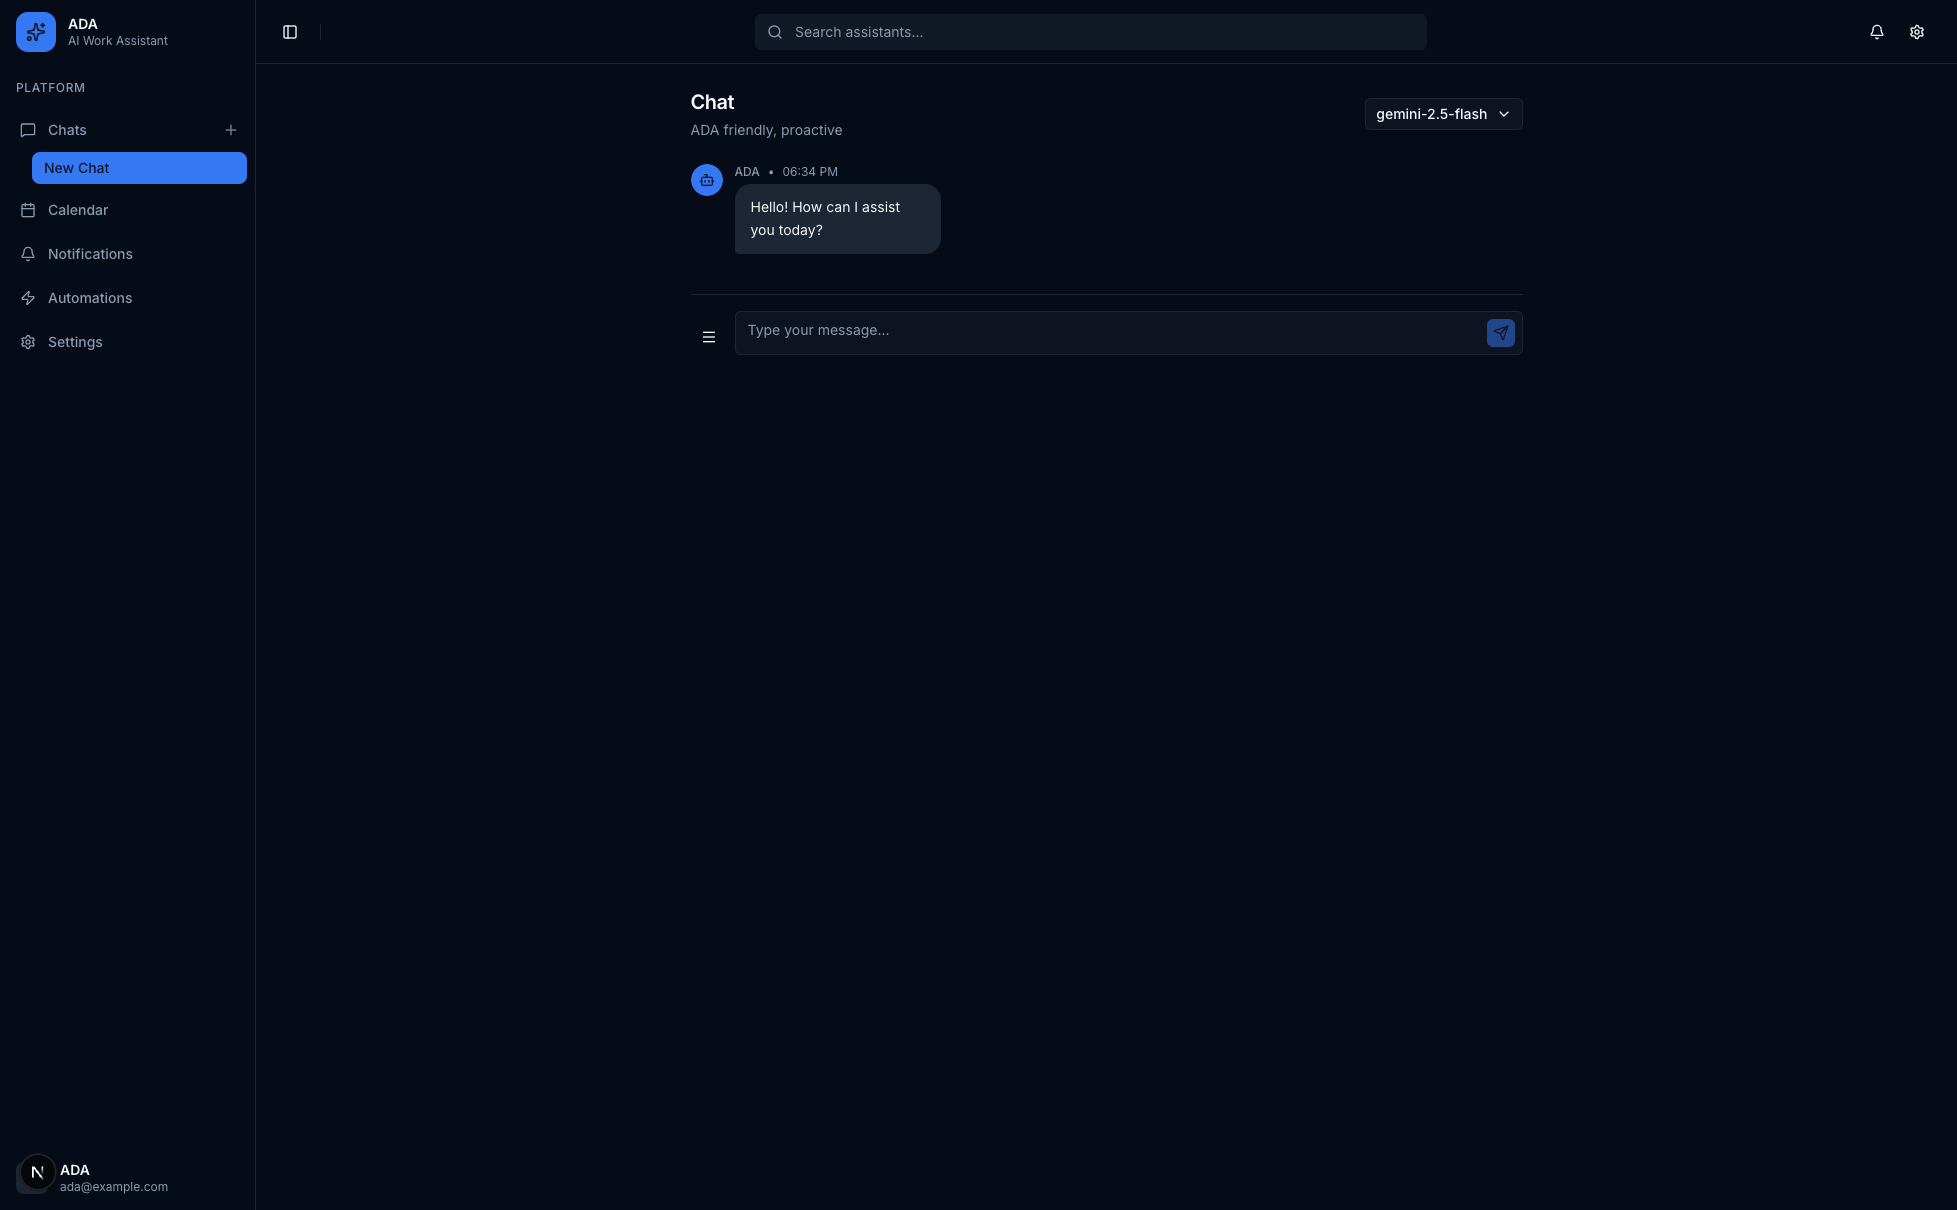 ADA
AI Work Assistant
PLATFORM
Chats
New Chat
Calendar
Notifications
Automations
Settings
N
ADA
ada@example.com
Search assistants...
Chat
ADA friendly, proactive
gemini-2.5-flash
ADA • 06:34 PM
Hello! How can I assist
you today?
Type your message...